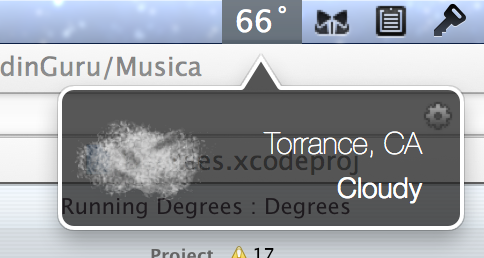 66°
dinGuru/Musica
Torrance, CA
es.xcodeproj
Cloudy
Running Degrees : Degrees
Project 17